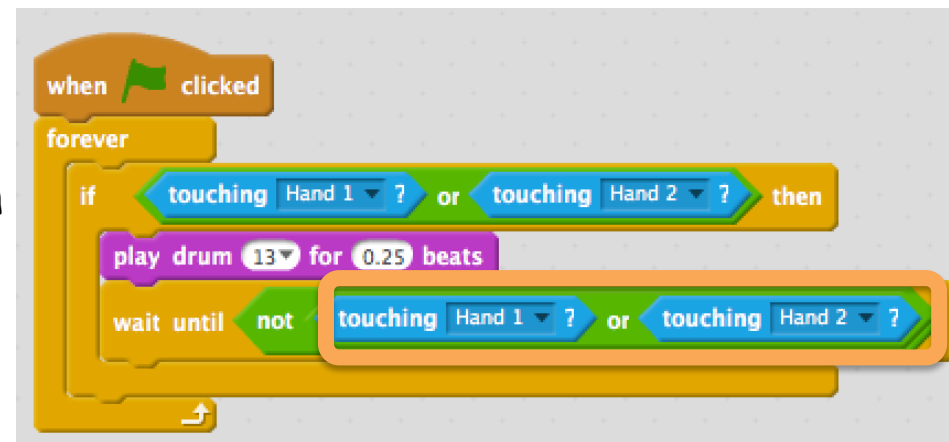 when clicked
forever
if touching Hand 1 ? or touching Hand 2 ? then
play drum 13 for 0.25 beats
wait until not touching Hand 1 ? or touching Hand 2 ?